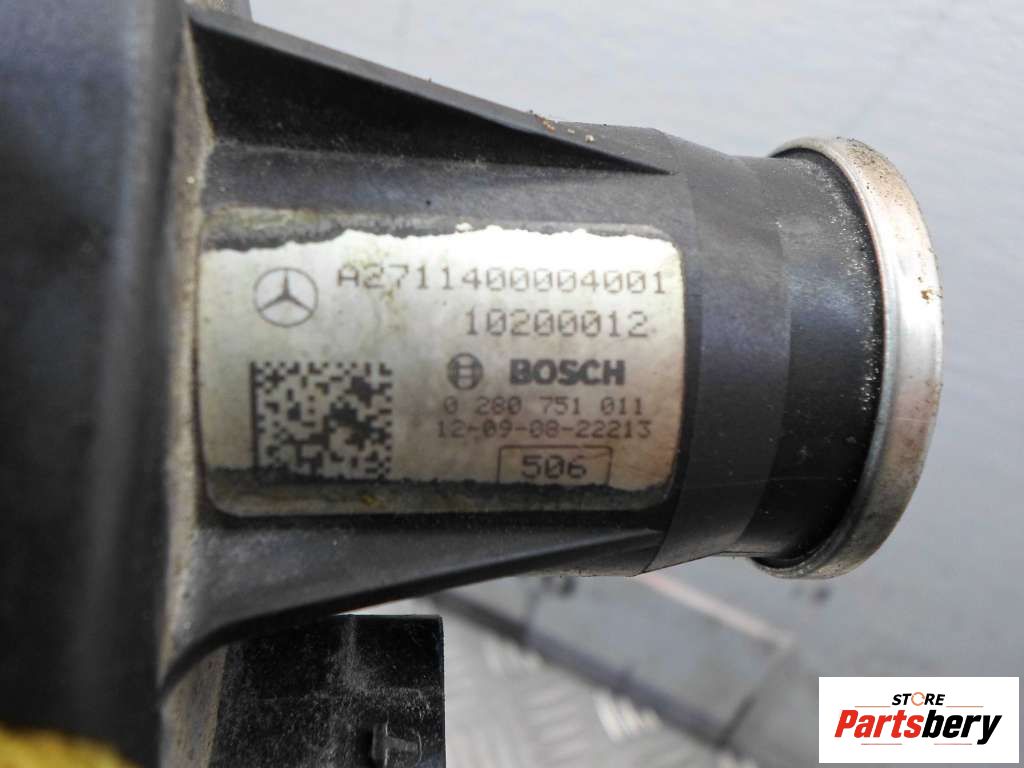 A2711400004001
10200012
BOSCH
0 280 751 011
12-09-08-22213
506
STORE
Partsbery